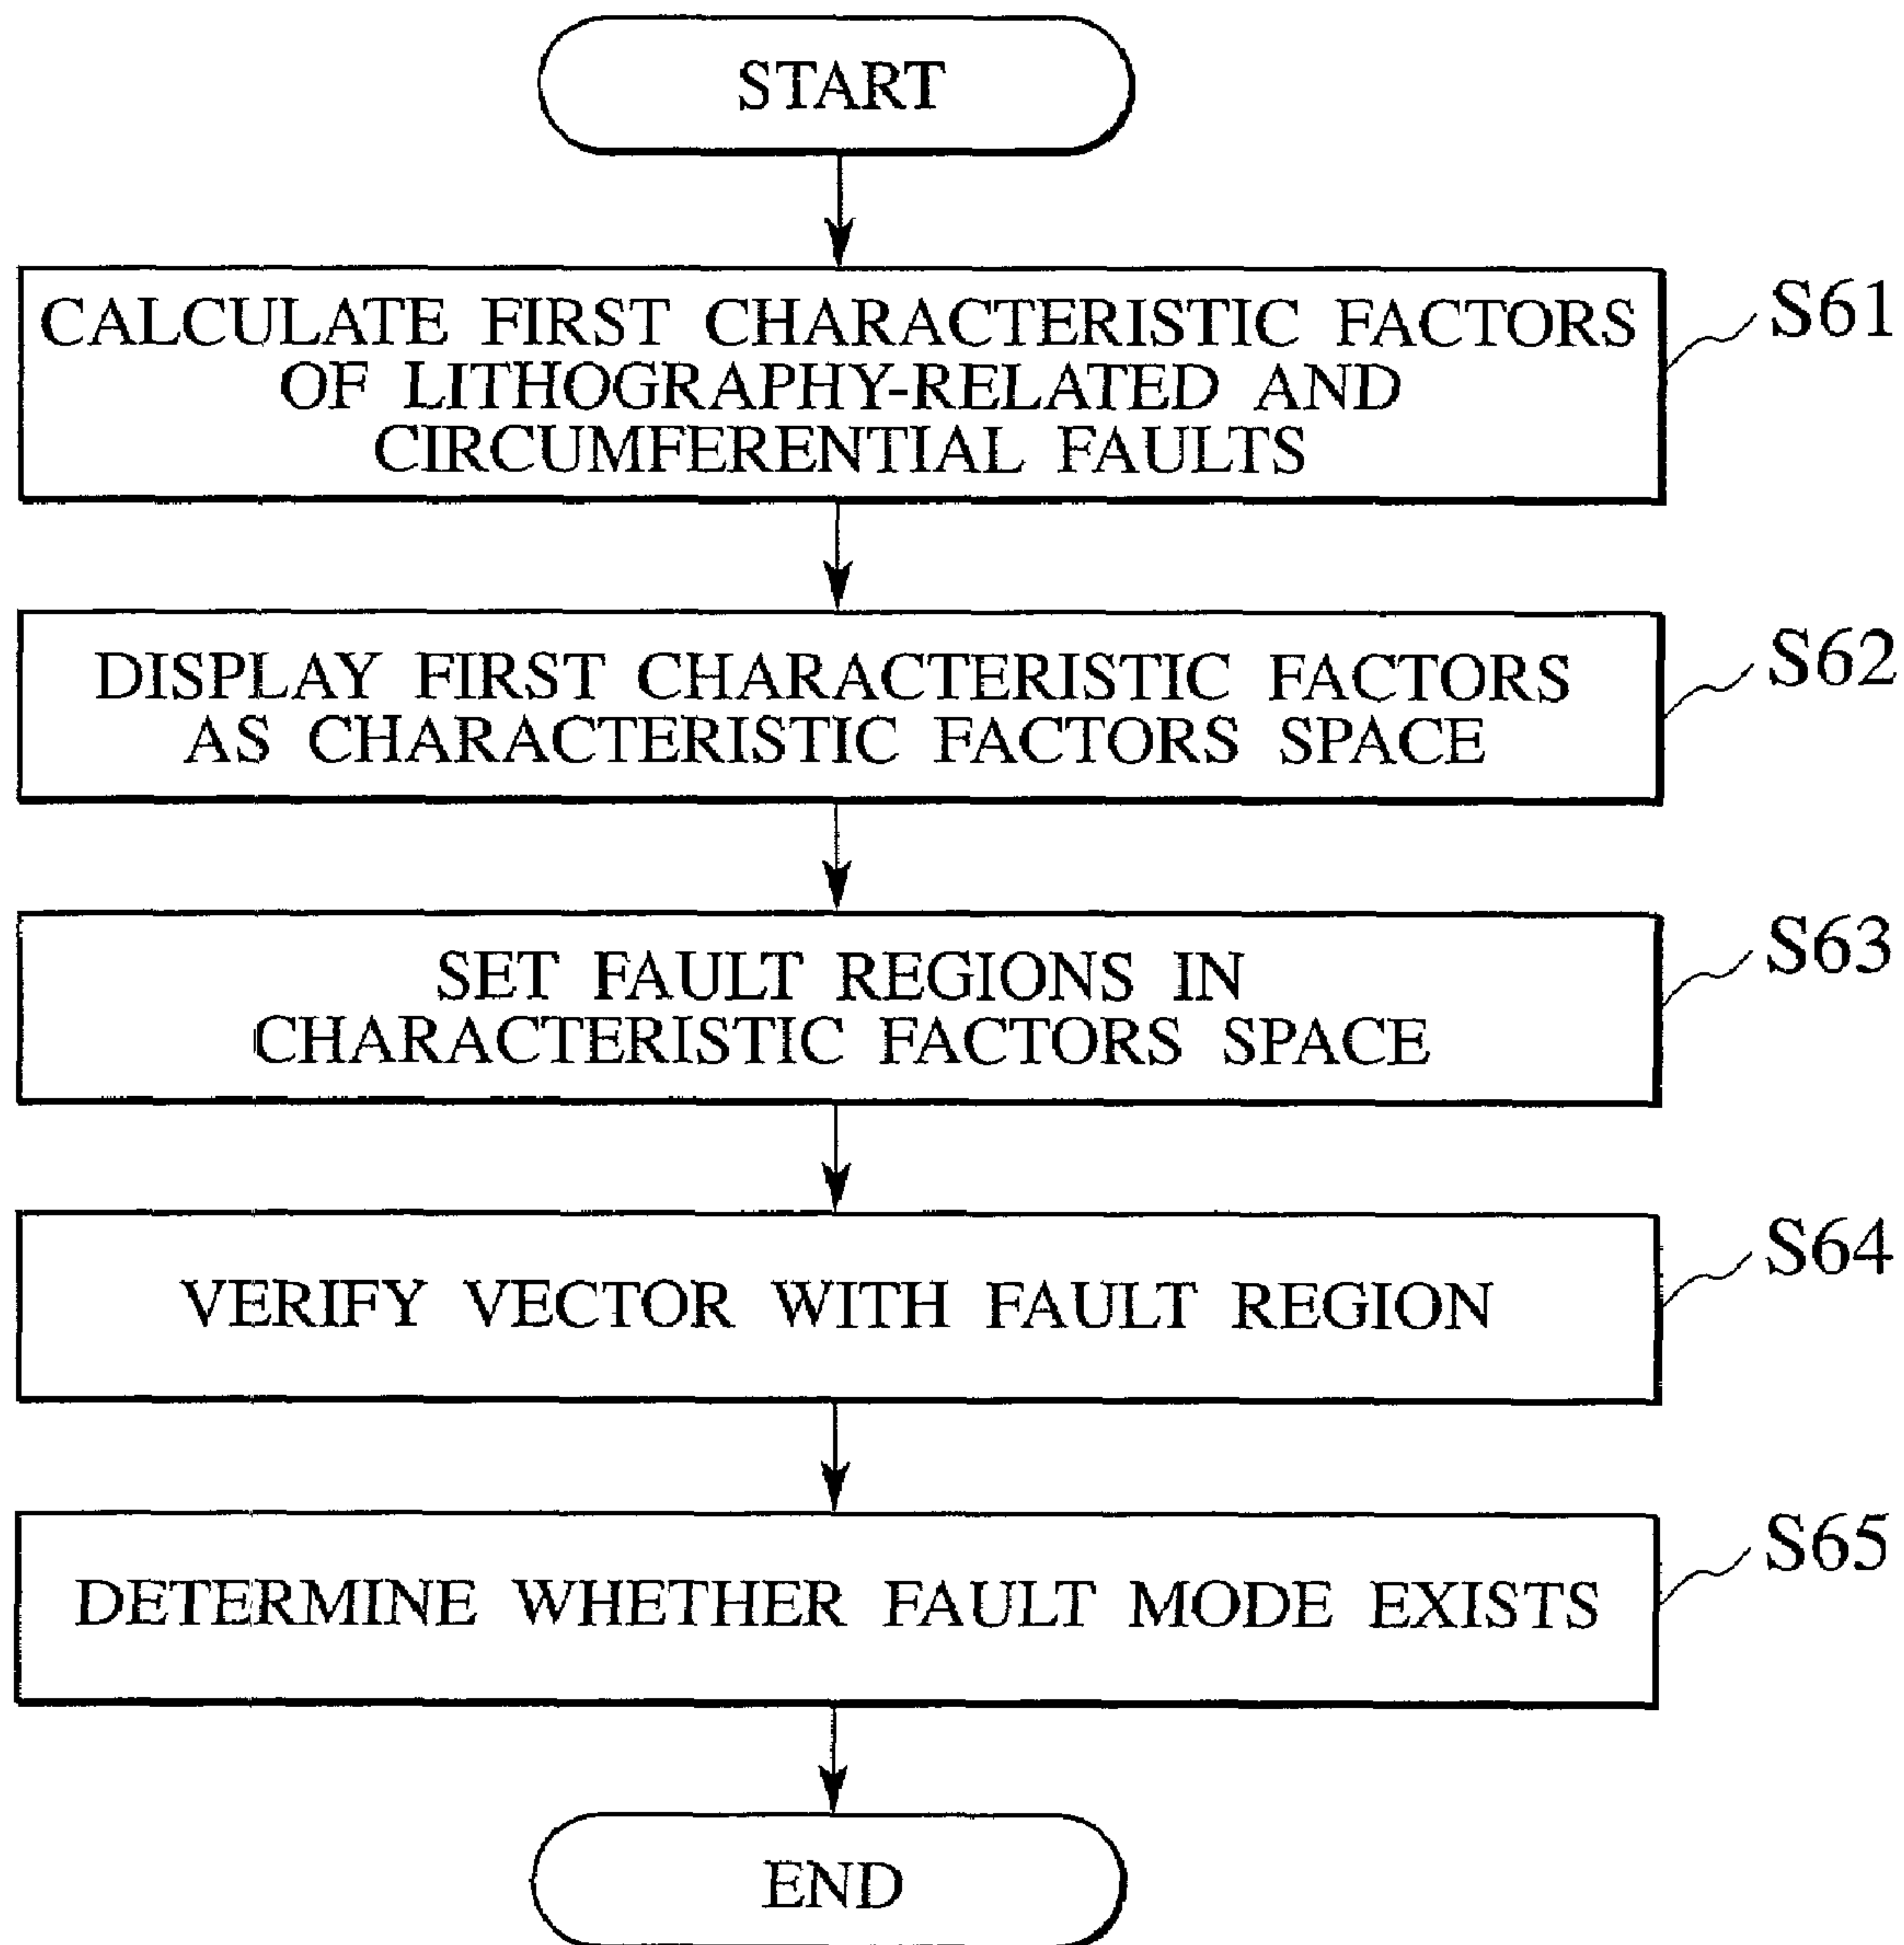 START
CALCULATE FIRST CHARACTERISTIC FACTORS
OF LITHOGRAPHY-RELATED AND
CIRCUMFERENTIAL FAULTS
S61
DISPLAY FIRST CHARACTERISTIC FACTORS
AS CHARACTERISTIC FACTORS SPACE
S62
SET FAULT REGIONS IN
CHARACTERISTIC FACTORS SPACE
S63
VERIFY VECTOR WITH FAULT REGION
S64
DETERMINE WHETHER FAULT MODE EXISTS
S65
END